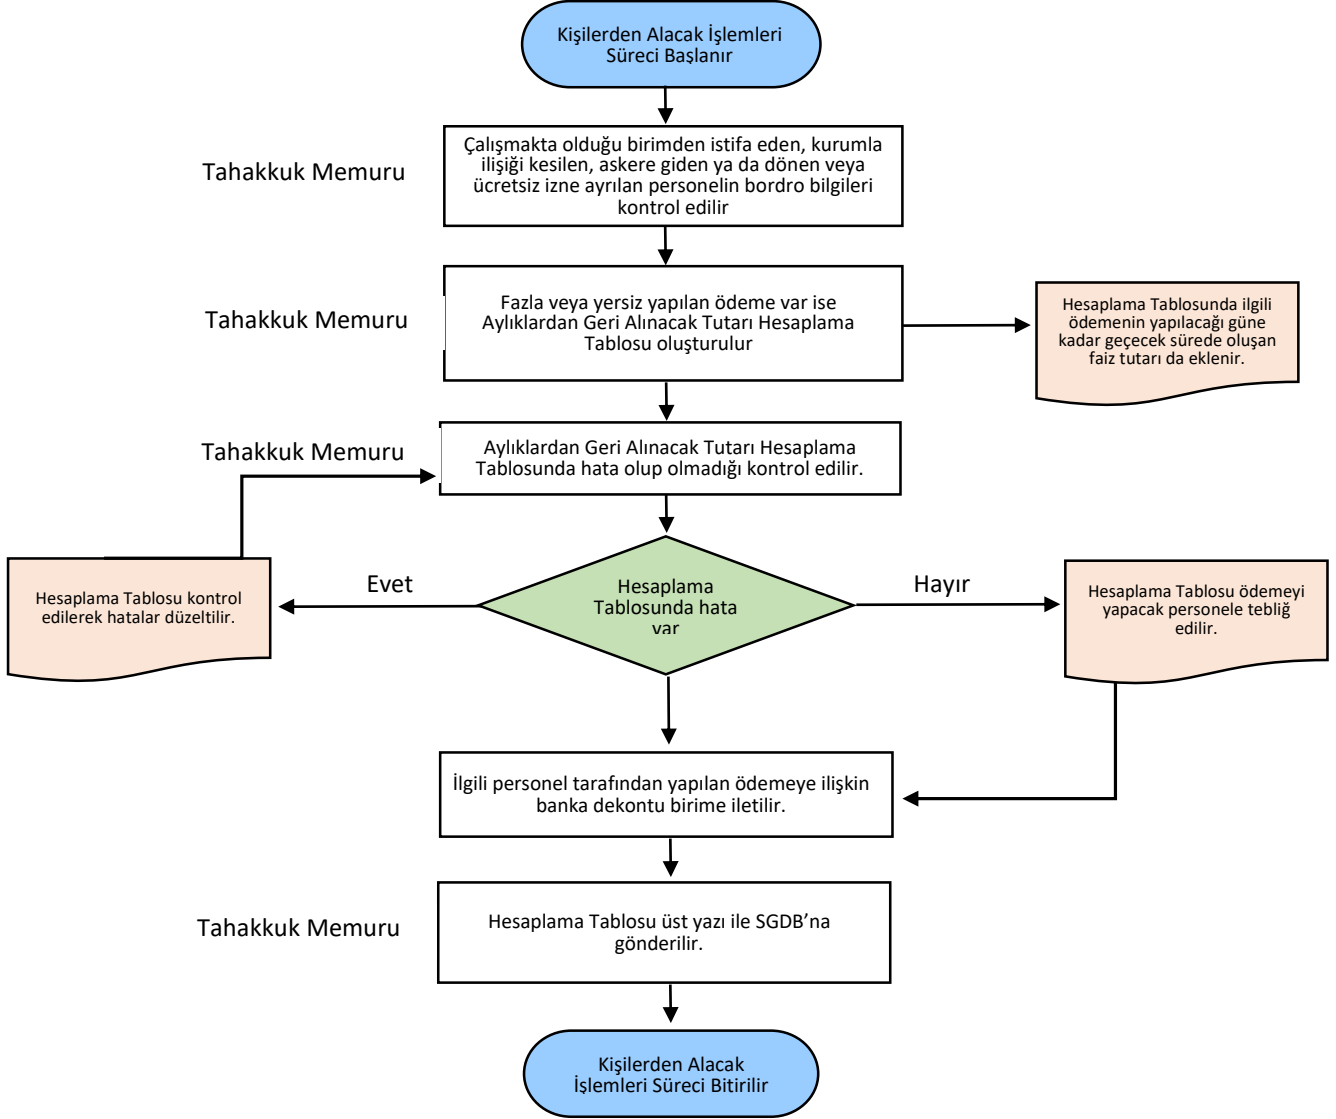 Kişilerden Alacak İşlemleri
Süreci Başlanır
Tahakkuk Memuru
Çalışmakta olduğu birimden istifa eden, kurumla
ilişiği kesilen, askere giden ya da dönen veya
ücretsiz izne ayrılan personelin bordro bilgileri
kontrol edilir
Tahakkuk Memuru
Fazla veya yersiz yapılan ödeme var ise
Aylıklardan Geri Alınacak Tutarı Hesaplama
Tablosu oluşturulur
Hesaplama Tablosunda ilgili
ödemenin yapılacağı güne
kadar geçecek sürede oluşan
faiz tutarı da eklenir.
Tahakkuk Memuru
Aylıklardan Geri Alınacak Tutarı Hesaplama
Tablosunda hata olup olmadığı kontrol edilir.
Hesaplama Tablosu kontrol
edilerek hatalar düzeltilir.
Evet
Hesaplama
Tablosunda hata
var
Hayır
Hesaplama Tablosu ödemeyi
yapacak personele tebliğ
edilir.
İlgili personel tarafından yapılan ödemeye ilişkin
banka dekontu birime iletilir.
Tahakkuk Memuru
Hesaplama Tablosu üst yazı ile SGDB’na
gönderilir.
Kişilerden Alacak
İşlemleri Süreci Bitirilir